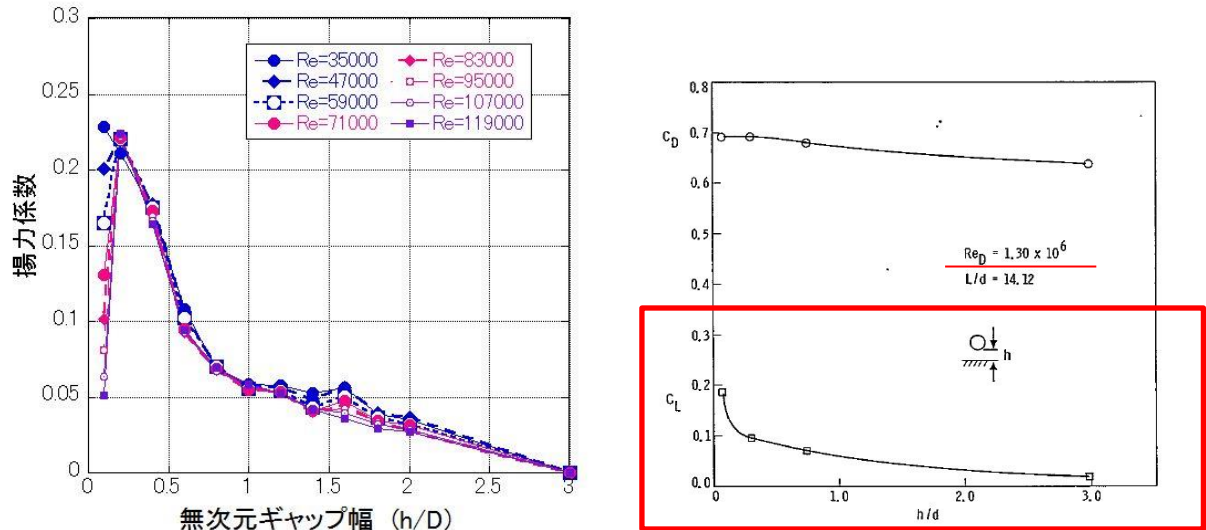 0.3
0.25
0.2
0.15
0.1
0.05
0
揚力係数
Re=35000
Re=47000
Re=59000
Re=71000
Re=83000
Re=95000
Re=107000
Re=119000
0 0.5 1 1.5 2 2.5 3
無次元ギャップ幅 (h/D)
0.8
0.7
0.6
0.5
0.4
0.3
0.2
0.1
0.0
C_D
C_L
Re_D = 1.30 x 10^6
L/d = 14.12
h
0 1.0 2.0 3.0
h/d